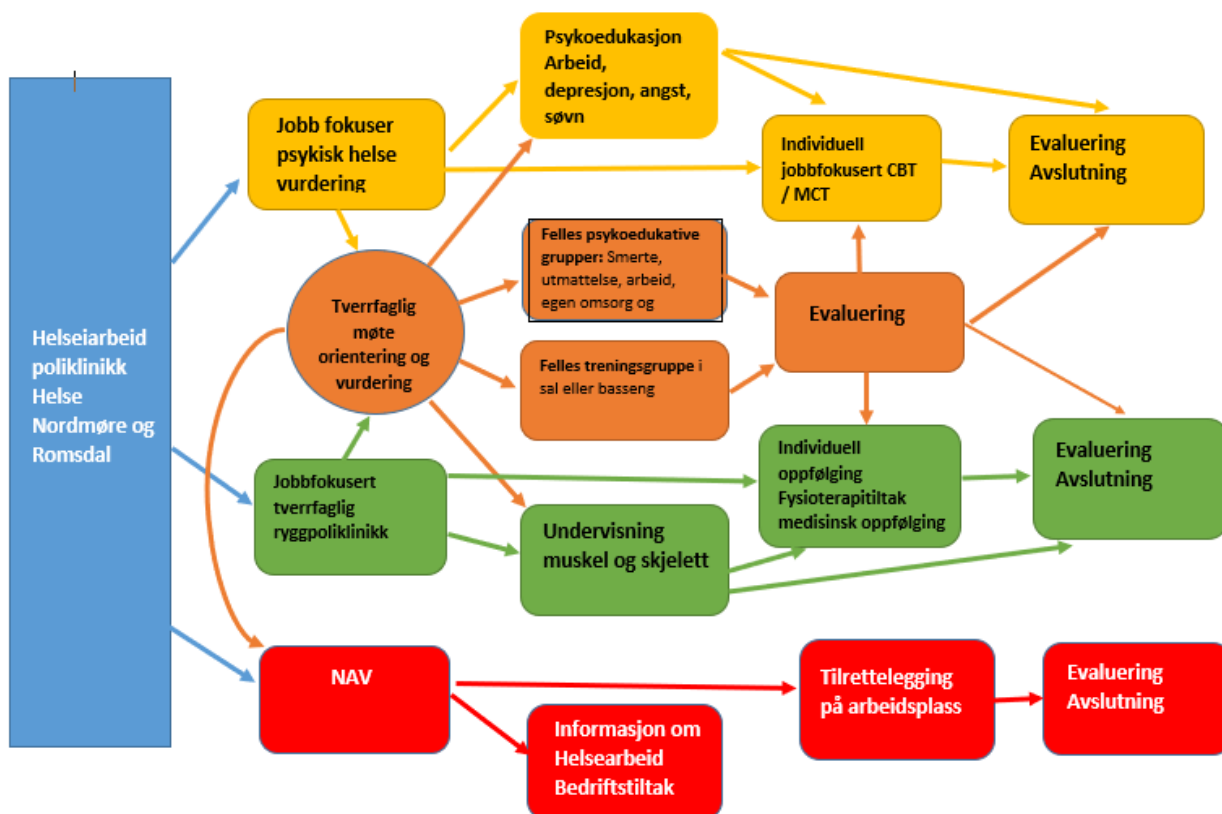 Helseiarbeid
poliklinikk
Helse
Nordmøre og
Romsdal
Jobb fokuser
psykisk helse
vurdering
Psykoedukasjon
Arbeid,
depresjon, angst,
søvn
Individuell
jobbfokusert CBT
/ MCT
Evaluering
Avslutning
Tverrfaglig
møte
orientering og
vurdering
Felles psykoedukative
grupper: Smerte,
utmattelse, arbeid,
egen omsorg og
Felles treningsgruppe i
sal eller basseng
Evaluering
Jobbfokusert
tverrfaglig
ryggpoliklinikk
Undervisning
muskel og skjelett
Individuell
oppfølging
Fysioterapitiltak
medisinsk oppfølging
Evaluering
Avslutning
NAV
Informasjon om
Helsearbeid
Bedriftstiltak
Tilrettelegging
på arbeidsplass
Evaluering
Avslutning